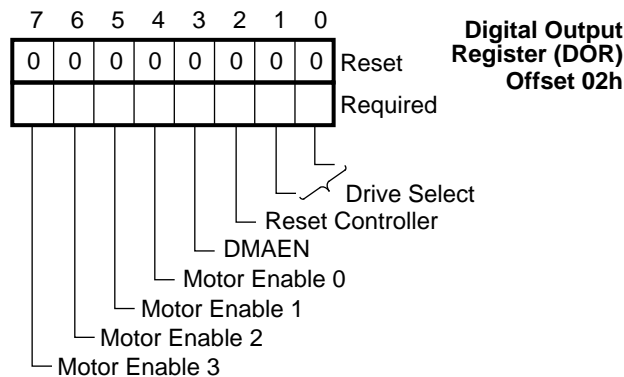 7 6 5 4 3 2 1 0
0 0 0 0 0 0 0 0 Reset
Required
Digital Output
Register (DOR)
Offset 02h
Drive Select
Reset Controller
DMAEN
Motor Enable 0
Motor Enable 1
Motor Enable 2
Motor Enable 3